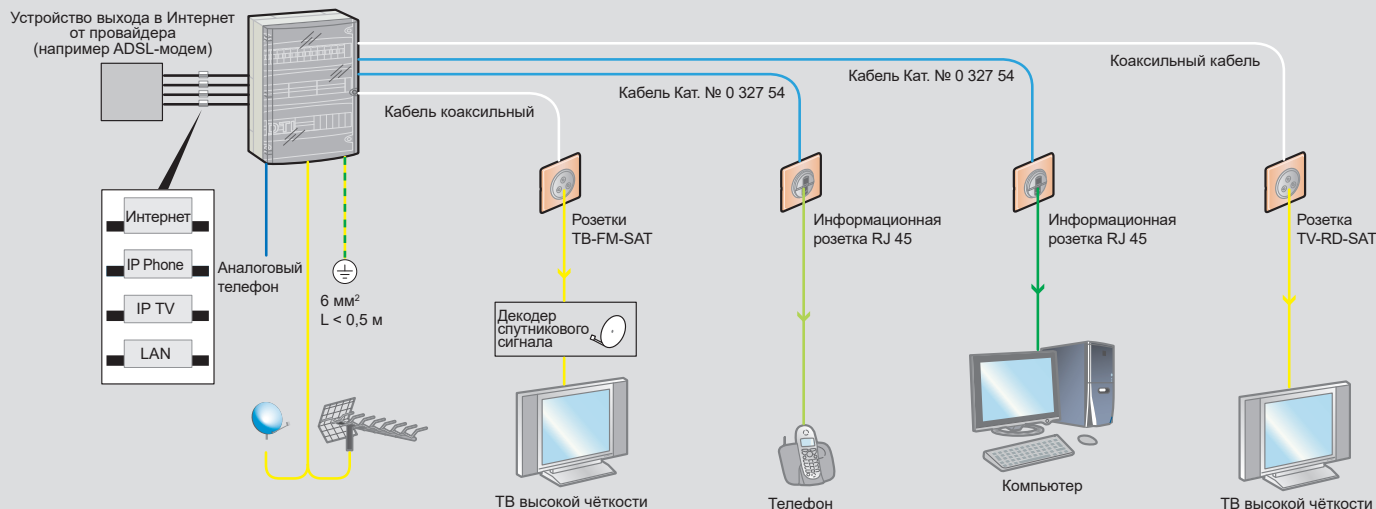 Устройство выхода в Интернет
от провайдера
(например ADSL-модем)
Коаксильный кабель
Кабель Кат. № 0 327 54
Кабель Кат. № 0 327 54
Кабель коаксильный
Интернет
IP Phone
IP TV
LAN
Аналоговый
телефон
6 мм²
L < 0,5 м
Розетки
ТВ-FM-SAT
Информационная
розетка RJ 45
Информационная
розетка RJ 45
Розетка
TV-RD-SAT
Декодер
спутникового
сигнала
ТВ высокой чёткости
Телефон
Компьютер
ТВ высокой чёткости